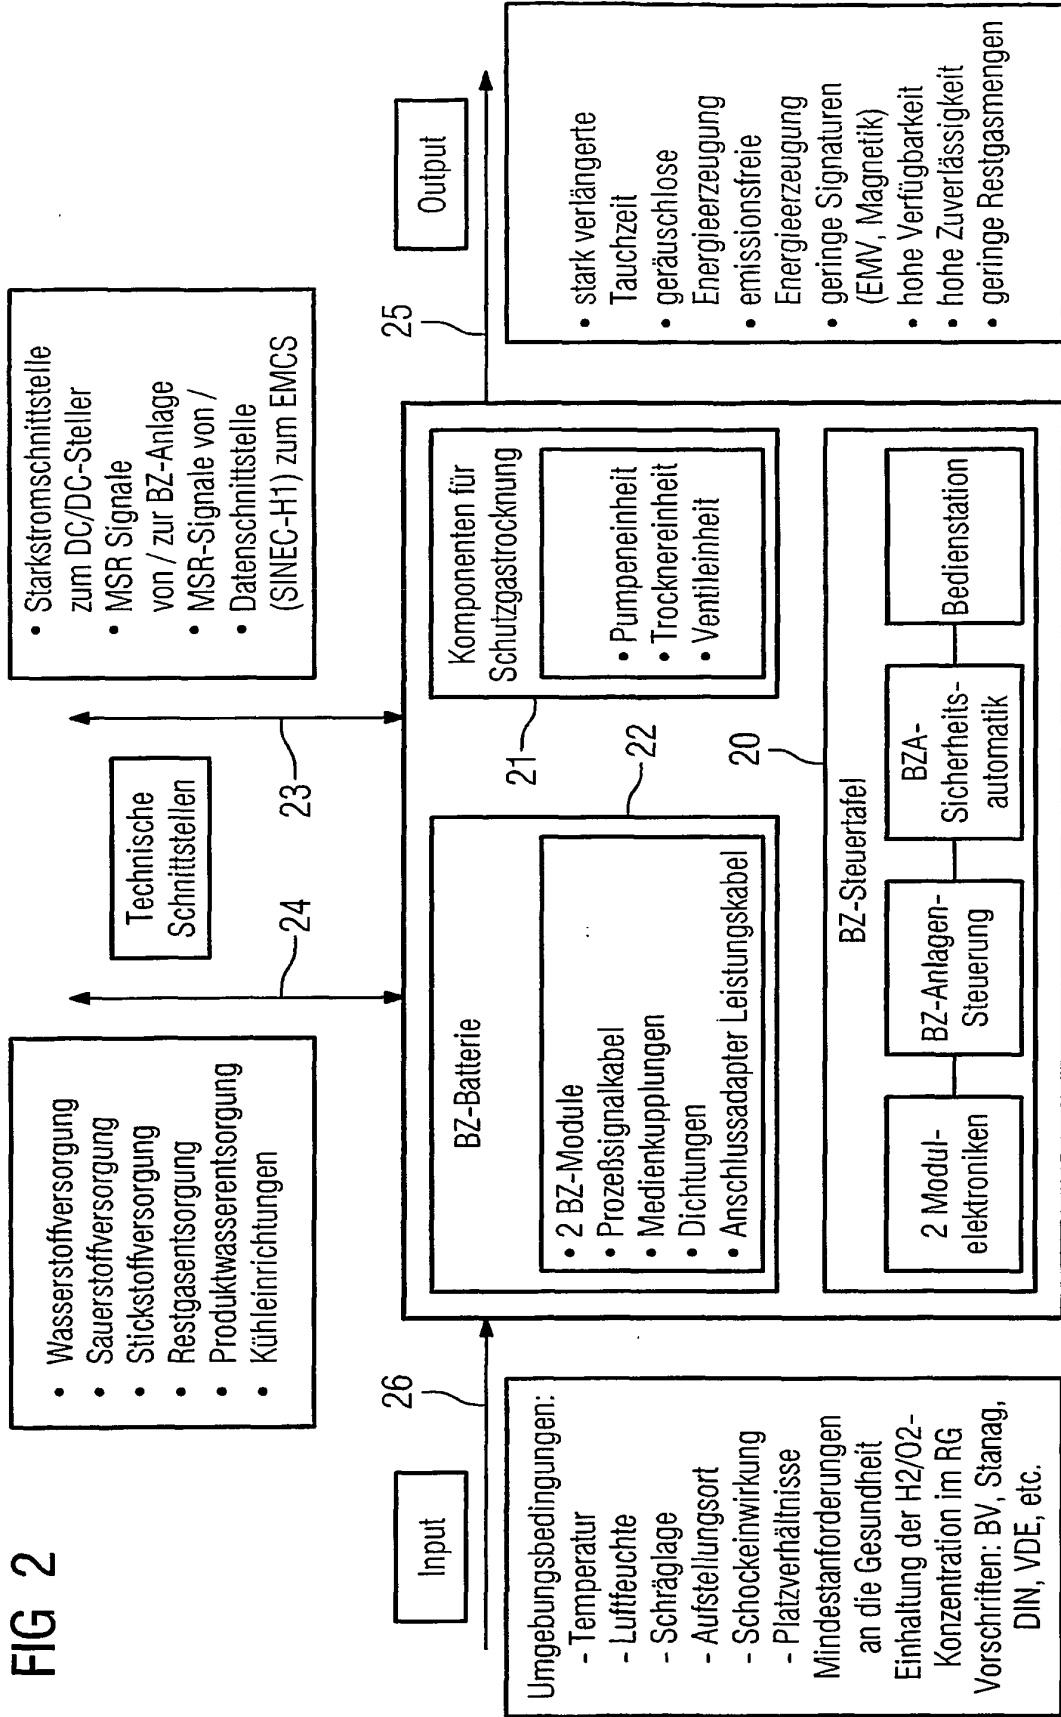 FIG 2
• Wasserstoffversorgung
• Sauerstoffversorgung
• Stickstoffversorgung
• Restgasentsorgung
• Produktwasserentsorgung
• Kühleinrichtungen
24
Technische
Schnittstellen
23
• Starkstromschnittstelle
zum DC/DC-Steller
• MSR Signale
von / zur BZ-Anlage
• MSR-Signale von /
• Datenschnittstelle
(SINEC-H1) zum EMCS
Input
26
Umgebungsbedingungen:
- Temperatur
- Luftfeuchte
- Schräglage
- Aufstellungsort
- Schockeinwirkung
- Platzverhältnisse
Mindestanforderungen
an die Gesundheit
Einhaltung der H2/O2-
Konzentration im RG
Vorschriften: BV, Stanag,
DIN, VDE, etc.
BZ-Batterie
• 2 BZ-Module
• Prozeßsignalkabel
• Medienkupplungen
• Dichtungen
• Anschlussadapter Leistungskabel
22
21
Komponenten für
Schutzgastrocknung
• Pumpeneinheit
• Trocknereinheit
• Ventileinheit
20
BZ-Steuertafel
2 Modul-
elektroniken
BZ-Anlagen-
Steuerung
BZA-
Sicherheits-
automatik
Bedienstation
25
Output
• stark verlängerte
Tauchzeit
• geräuschlose
Energieerzeugung
• emissionsfreie
Energieerzeugung
• geringe Signaturen
(EMV, Magnetik)
• hohe Verfügbarkeit
• hohe Zuverlässigkeit
• geringe Restgasmengen